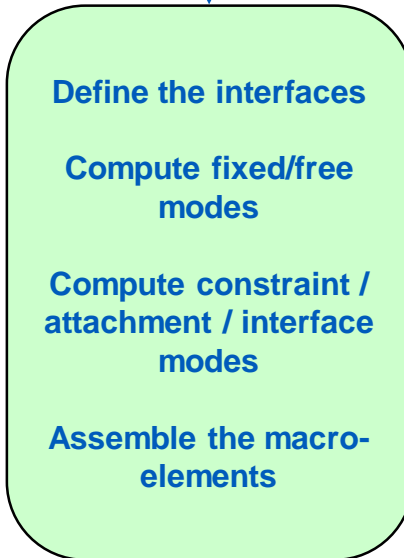 Define the interfaces
Compute fixed/free
modes
Compute constraint /
attachment / interface
modes
Assemble the macro-
elements